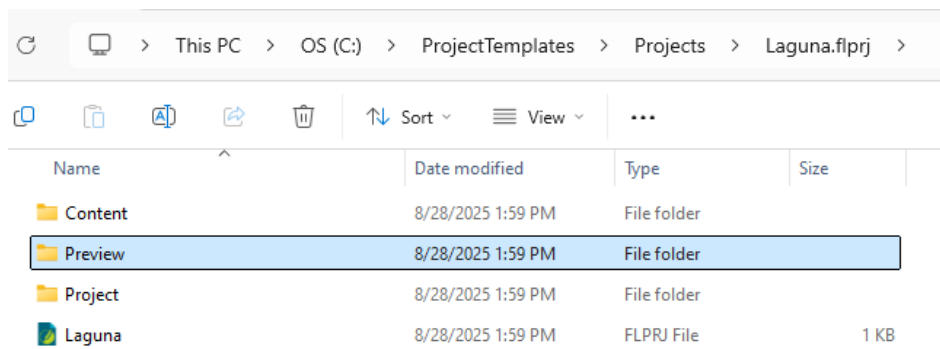 This PC > OS (C:) > ProjectTemplates > Projects > Laguna.flprj >
Sort View ...
Name Date modified Type Size
Content 8/28/2025 1:59 PM File folder
Preview 8/28/2025 1:59 PM File folder
Project 8/28/2025 1:59 PM File folder
Laguna 8/28/2025 1:59 PM FLPRJ File 1 KB